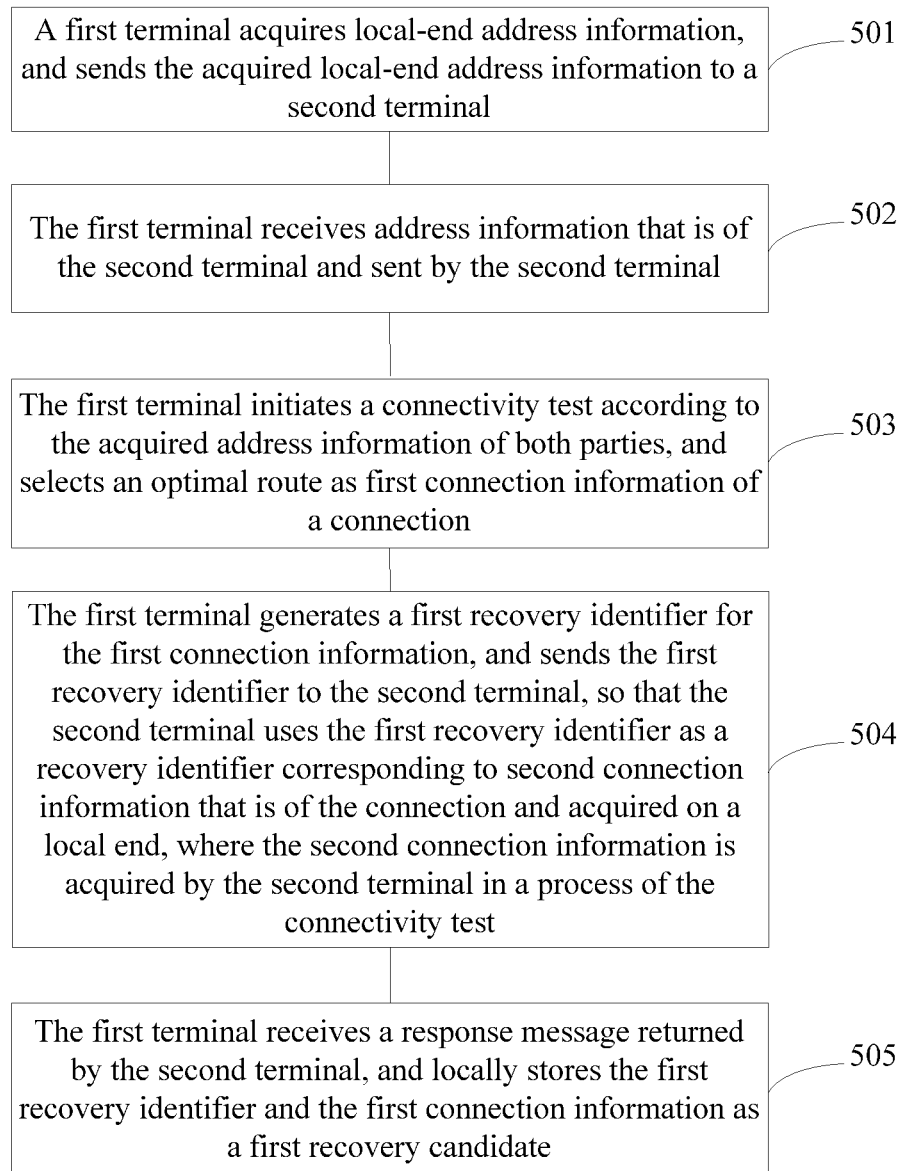 A first terminal acquires local-end address information,
and sends the acquired local-end address information to a
second terminal
501
The first terminal receives address information that is of
the second terminal and sent by the second terminal
502
The first terminal initiates a connectivity test according to
the acquired address information of both parties, and
selects an optimal route as first connection information of
a connection
503
The first terminal generates a first recovery identifier for
the first connection information, and sends the first
recovery identifier to the second terminal, so that the
second terminal uses the first recovery identifier as a
recovery identifier corresponding to second connection
information that is of the connection and acquired on a
local end, where the second connection information is
acquired by the second terminal in a process of the
connectivity test
504
The first terminal receives a response message returned
by the second terminal, and locally stores the first
recovery identifier and the first connection information as
a first recovery candidate
505